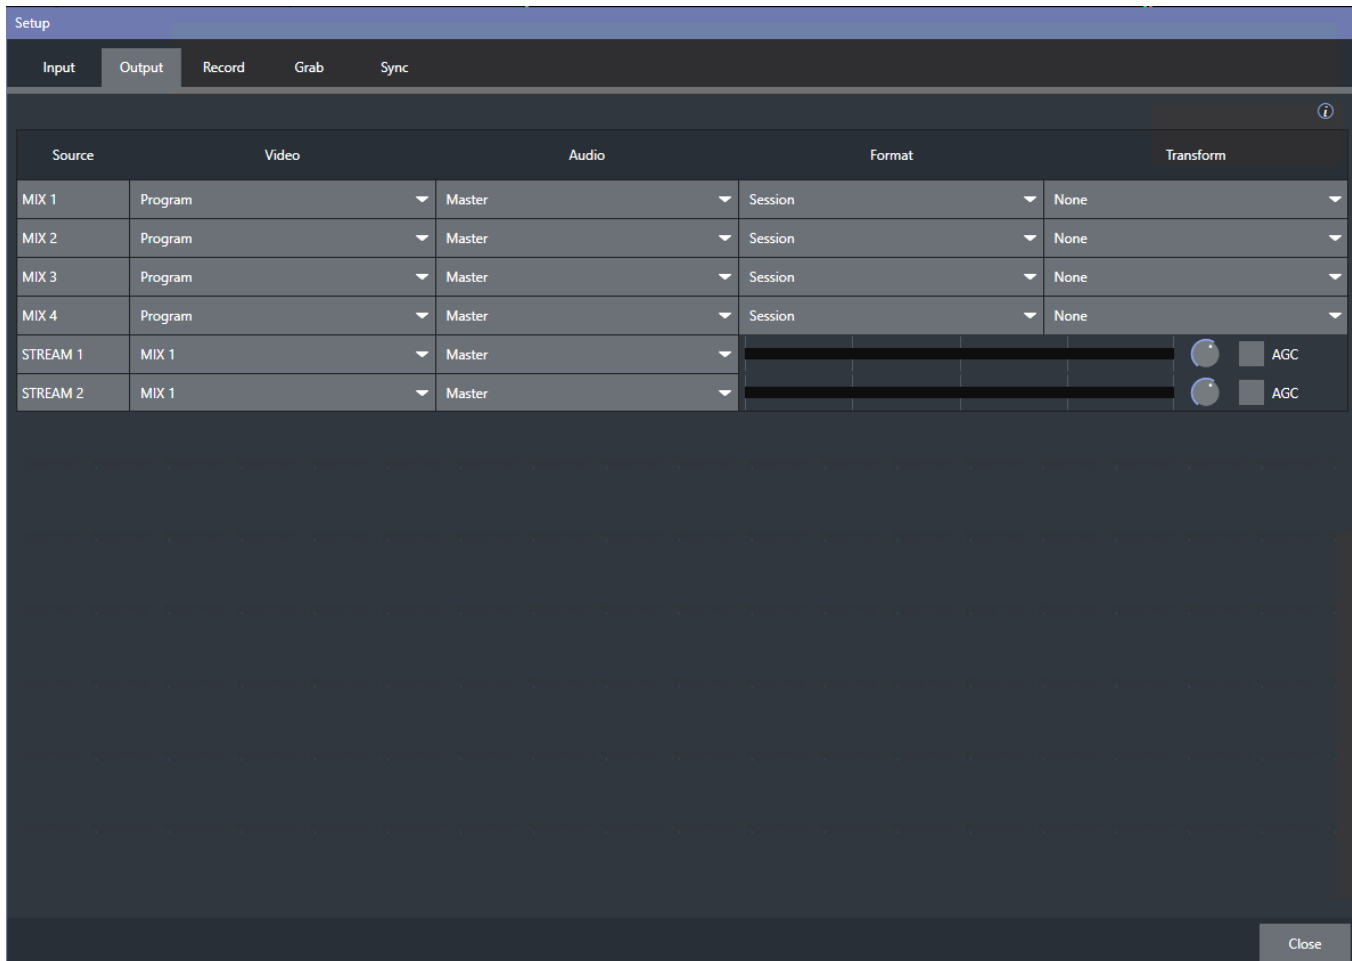 Setup
Input Output Record Grab Sync
i
Source Video Audio Format Transform
MIX 1 Program Master Session None
MIX 2 Program Master Session None
MIX 3 Program Master Session None
MIX 4 Program Master Session None
STREAM 1 MIX 1 Master AGC
STREAM 2 MIX 1 Master AGC
Close